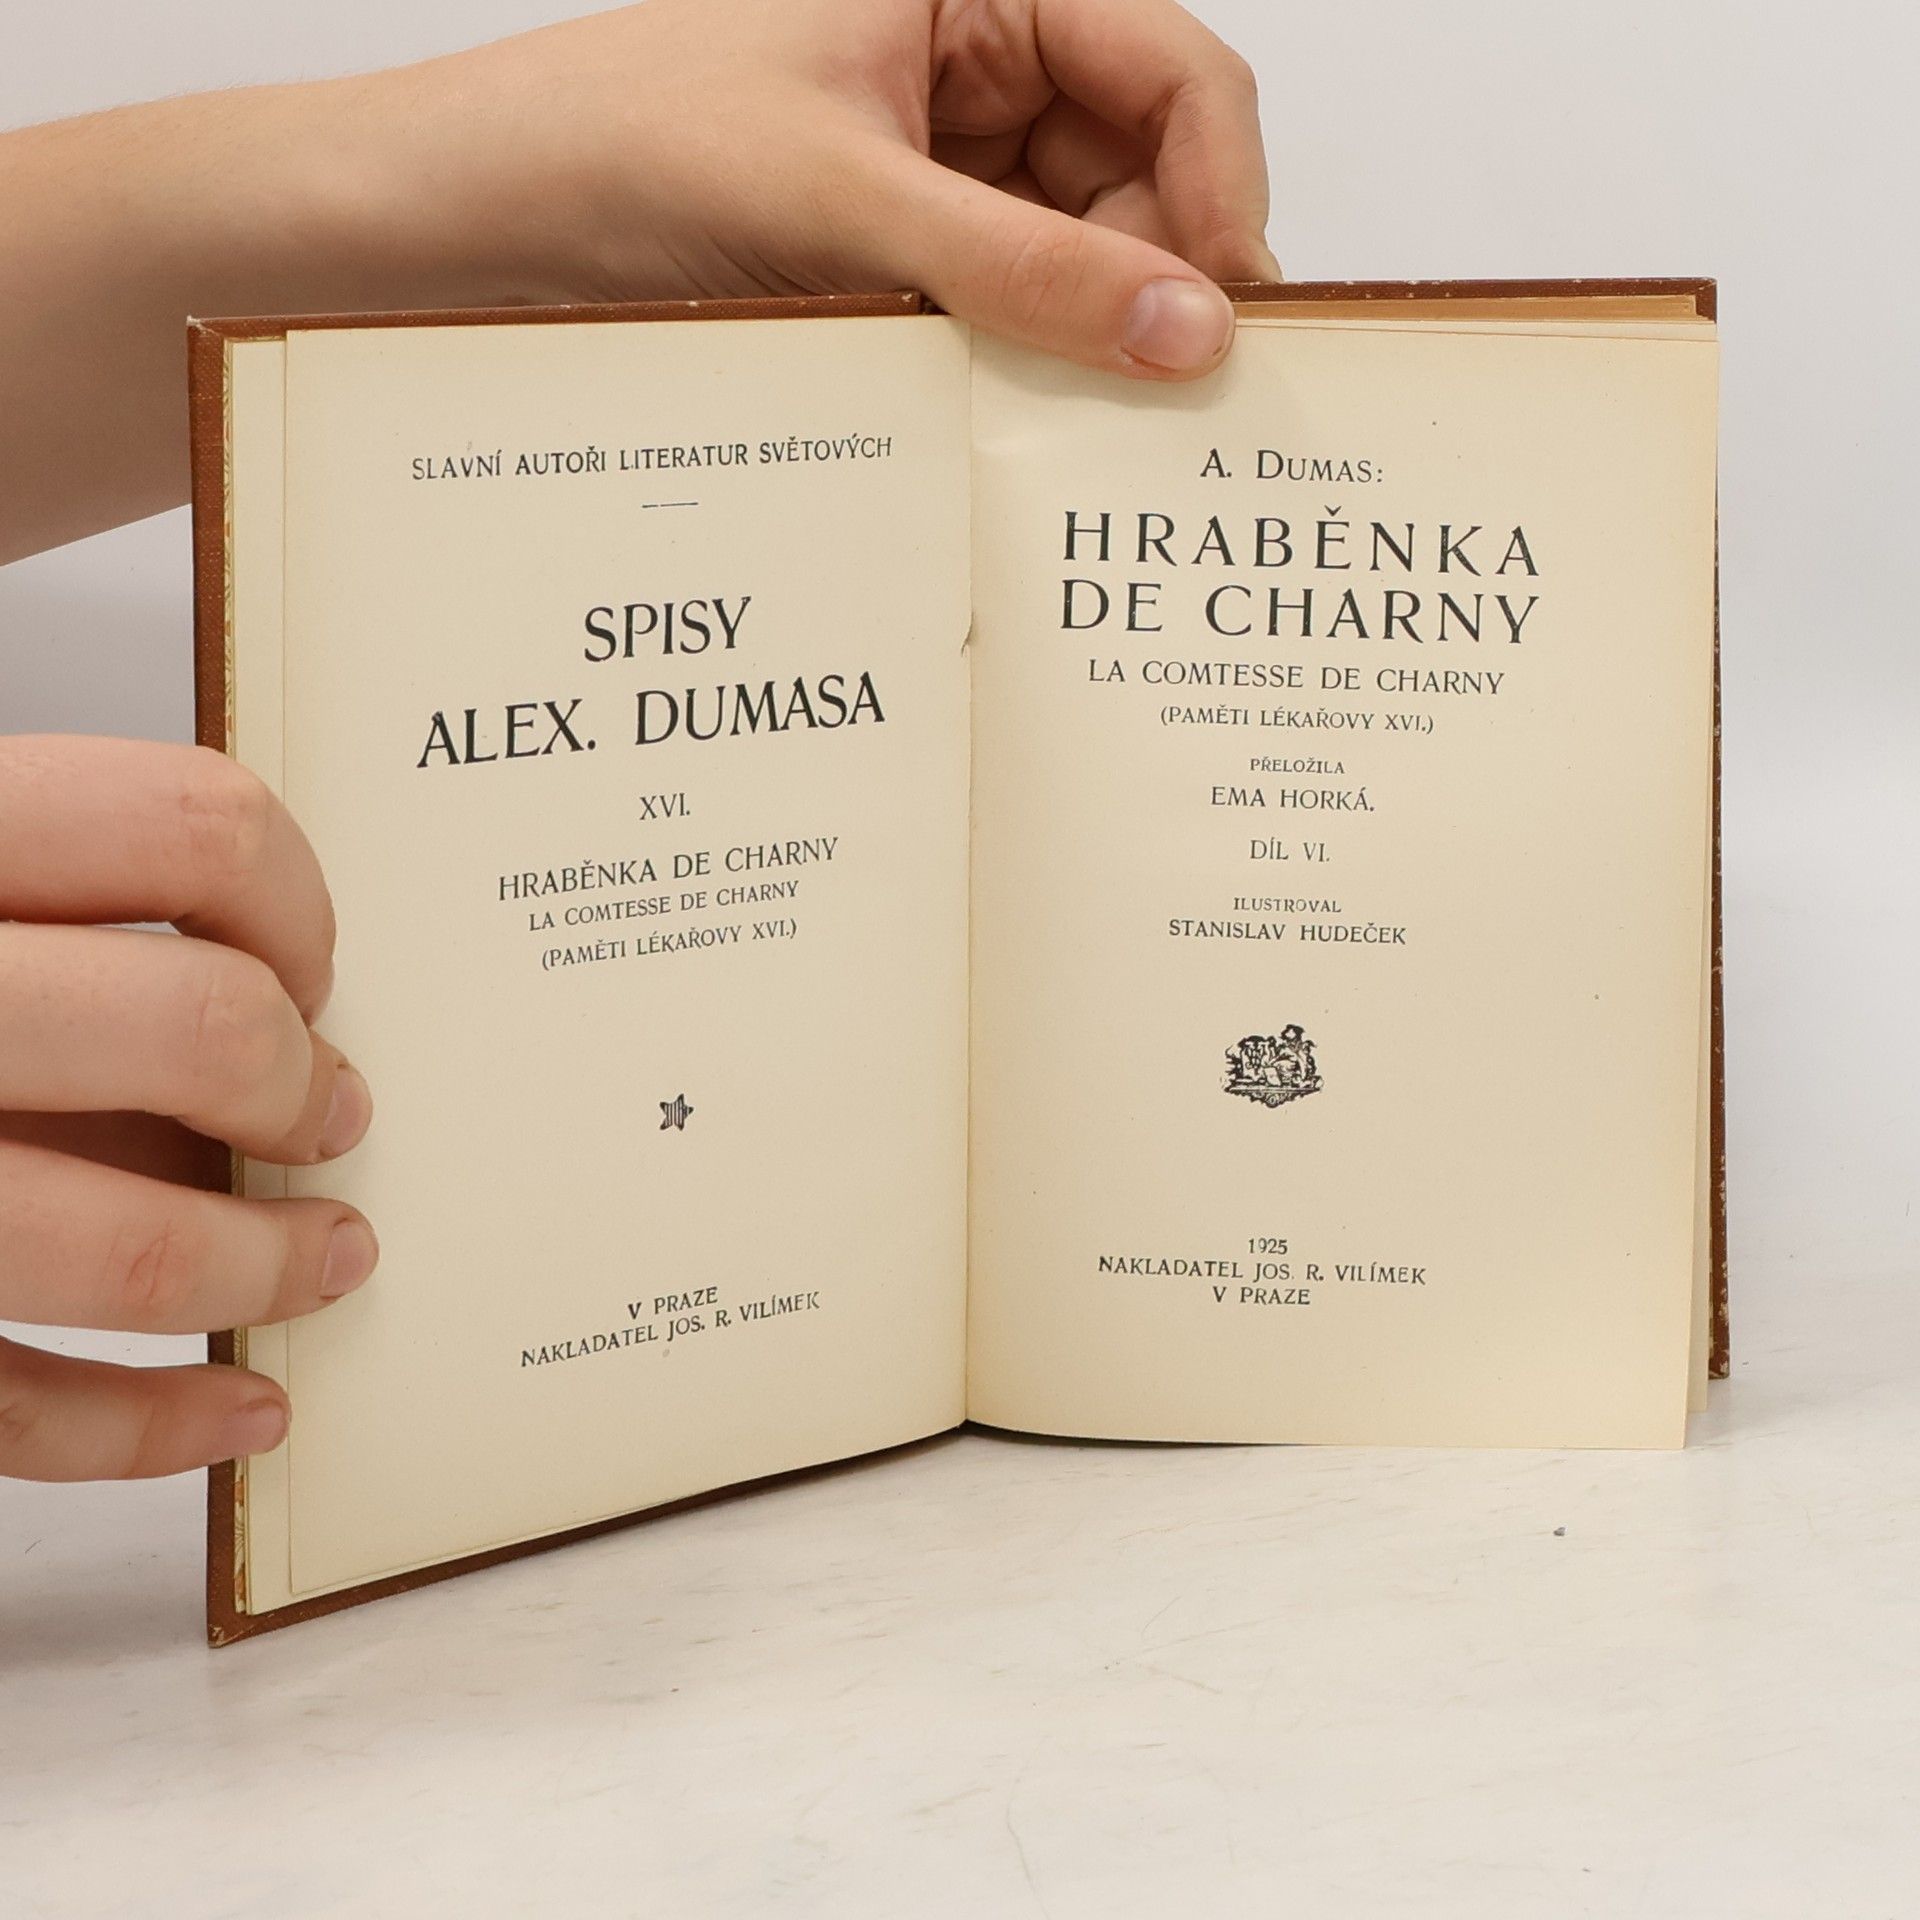 SLAVNÍ AUTOŘI LITERATUR SVĚTOVÝCH
SPISY
ALEX. DUMASA
XVI.
HRABĚNKA DE CHARNY
LA COMTESSE DE CHARNY
(PAMĚTI LÉKAŘOVY XVI.)
V PRAZE
NAKLADATEL JOS. R. VILÍMEK
A. DUMAS:
HRABĚNKA
DE CHARNY
LA COMTESSE DE CHARNY
(PAMĚTI LÉKAŘOVY XVI.)
PŘELOŽILA
EMA HORKÁ.
DÍL VI.
ILUSTROVAL
STANISLAV HUDEČEK
1925
NAKLADATEL JOS. R. VILÍMEK
V PRAZE